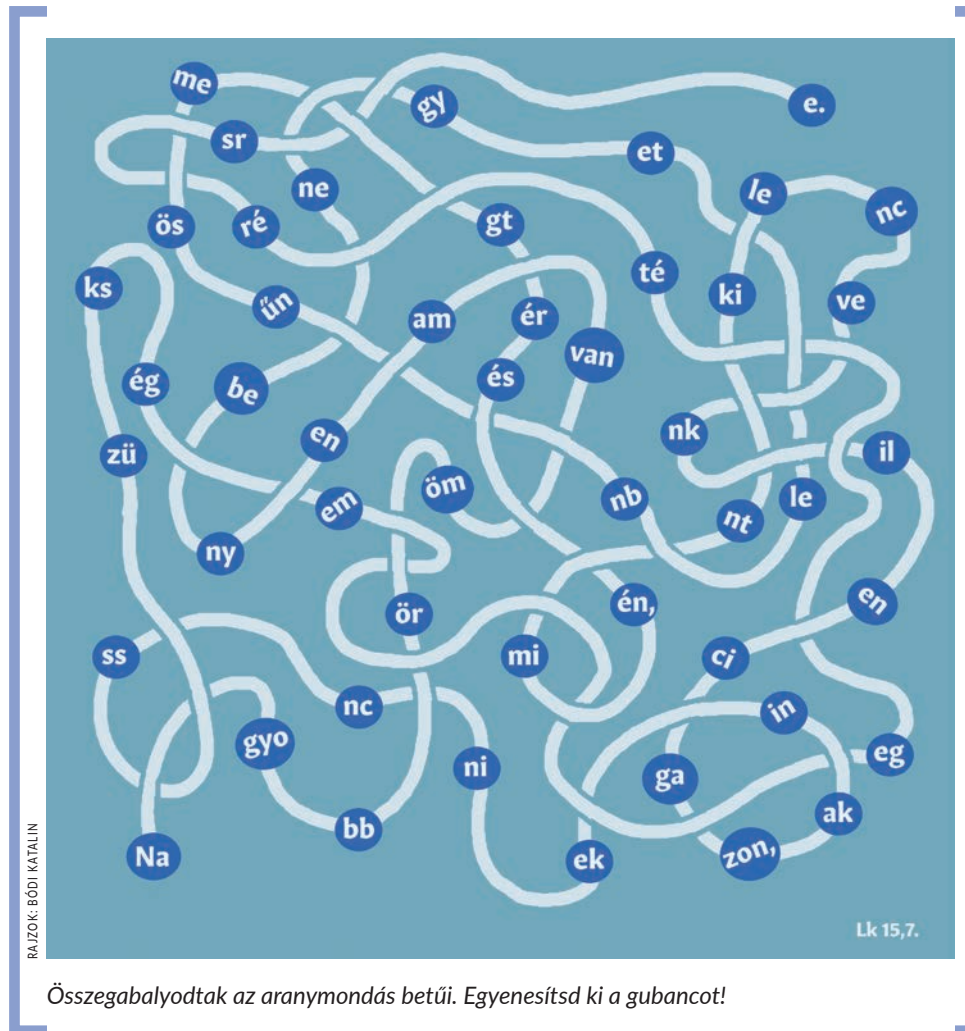 me
gy
e.
sr
et
ne
le
nc
ös
ré
gt
té
ks
űn
am
ér
ki
ve
van
ég
be
és
en
nk
zü
em
öm
nb
nt
le
il
ny
ör
én,
en
ss
mi
ci
nc
in
gyo
ni
ga
eg
Na
bb
ek
zon,
ak
RAJZOK: BÓDI KATALIN
Lk 15,7.
Összegabalyodtak az aranymondás betűi. Egyenesítsd ki a gubancot!